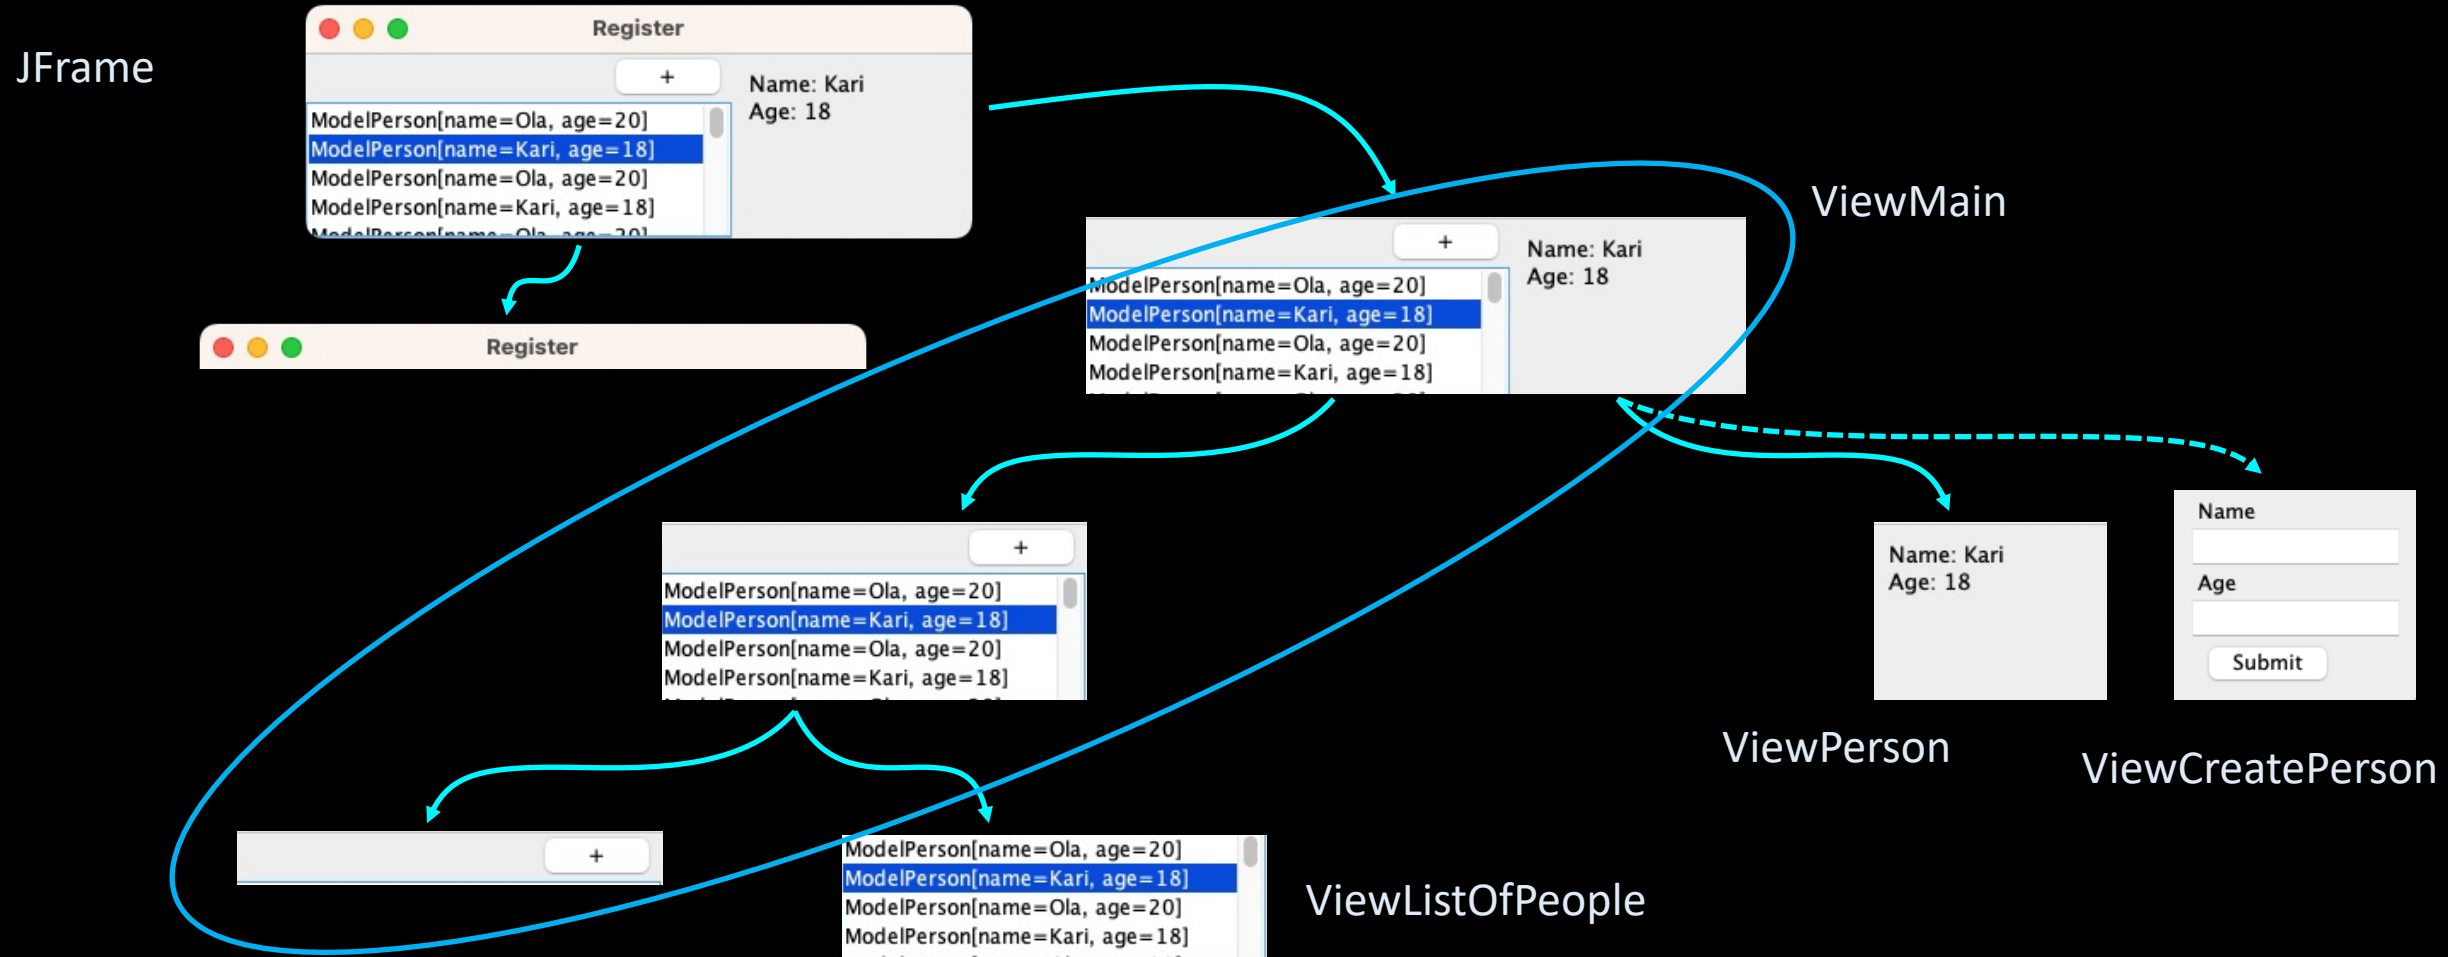 JFrame
Register
+
Name: Kari
Age: 18
ModelPerson[name=Ola, age=20]
ModelPerson[name=Kari, age=18]
ModelPerson[name=Ola, age=20]
ModelPerson[name=Kari, age=18]
Register
ViewMain
+
Name: Kari
Age: 18
ModelPerson[name=Ola, age=20]
ModelPerson[name=Kari, age=18]
ModelPerson[name=Ola, age=20]
ModelPerson[name=Kari, age=18]
+
ModelPerson[name=Ola, age=20]
ModelPerson[name=Kari, age=18]
ModelPerson[name=Ola, age=20]
ModelPerson[name=Kari, age=18]
Name: Kari
Age: 18
ViewPerson
Name
Age
Submit
ViewCreatePerson
+
ModelPerson[name=Ola, age=20]
ModelPerson[name=Kari, age=18]
ModelPerson[name=Ola, age=20]
ModelPerson[name=Kari, age=18]
ViewListOfPeople